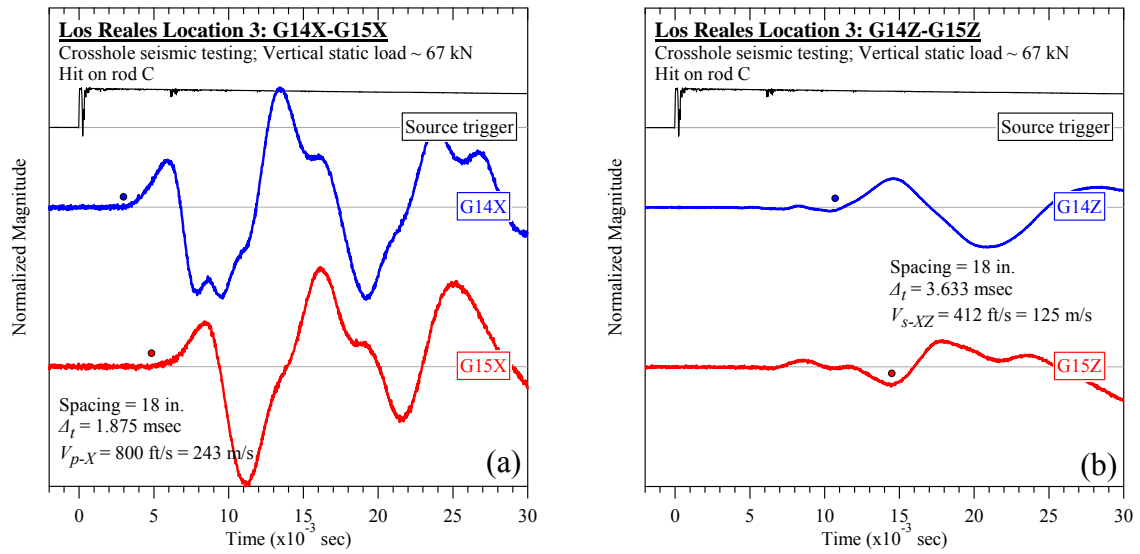 Los Reales Location 3: G14X-G15X
Crosshole seismic testing; Vertical static load ~ 67 kN
Hit on rod C
Source trigger
G14X
G15X
Spacing = 18 in.
Δt = 1.875 msec
Vp-X = 800 ft/s = 243 m/s
(a)
Normalized Magnitude
0 5 10 15 20 25 30
Time (x10-3 sec)
Los Reales Location 3: G14Z-G15Z
Crosshole seismic testing; Vertical static load ~ 67 kN
Hit on rod C
Source trigger
G14Z
Spacing = 18 in.
Δt = 3.633 msec
Vs-XZ = 412 ft/s = 125 m/s
G15Z
(b)
Normalized Magnitude
0 5 10 15 20 25 30
Time (x10-3 sec)